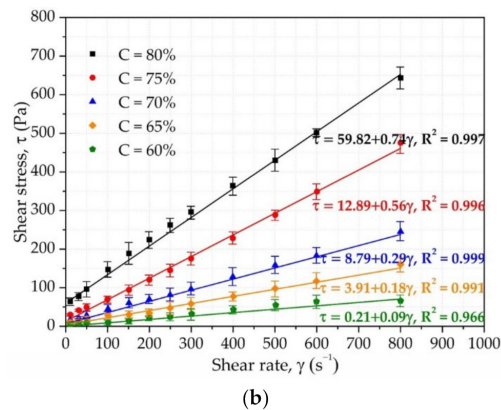 800
700
600
500
400
300
200
100
0
Shear stress, τ (Pa)
C = 80%
C = 75%
C = 70%
C = 65%
C = 60%
τ = 59.82+0.74γ, R² = 0.997
τ = 12.89+0.56γ, R² = 0.996
τ = 8.79+0.29γ, R² = 0.999
τ = 3.91+0.18γ, R² = 0.991
τ = 0.21+0.09γ, R² = 0.966
0 100 200 300 400 500 600 700 800 900 1000
Shear rate, γ (s⁻¹)
(b)